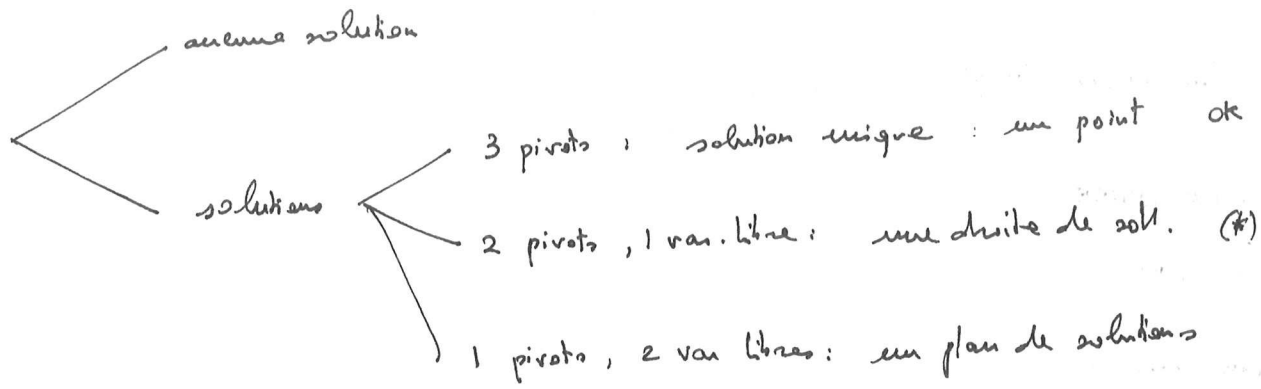 aucune solution
3 pivots : solution unique : un point ok
solutions
2 pivots , 1 var. libre : une droite de sol. (*)
1 pivots , 2 var libres : un plan de solutions